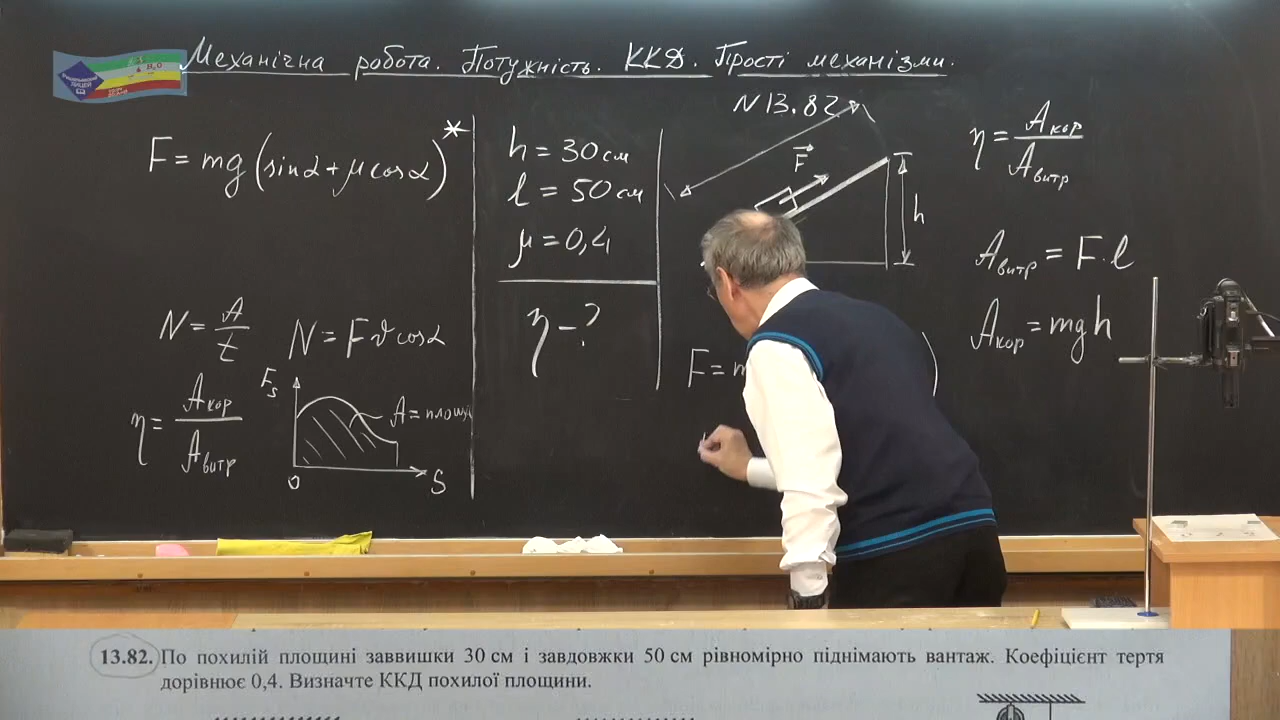 Механічна робота. Потужність. ККД. Прості механізми.
F = mg(sinα + μcosα)*
N = A/t
N = Fvcosα
η = Aкор/Aвитр
Fs
A = площ
0
S
h = 30 см
l = 50 см
μ = 0,4
η - ?
N 13.82
F
h
F = m
)
η = Aкор/Aвитр
Aвитр = F·l
Aкор = mgh
13.82. По похилій площині заввишки 30 см і завдовжки 50 см рівномірно піднімають вантаж. Коефіцієнт тертя
дорівнює 0,4. Визначте ККД похилої площини.